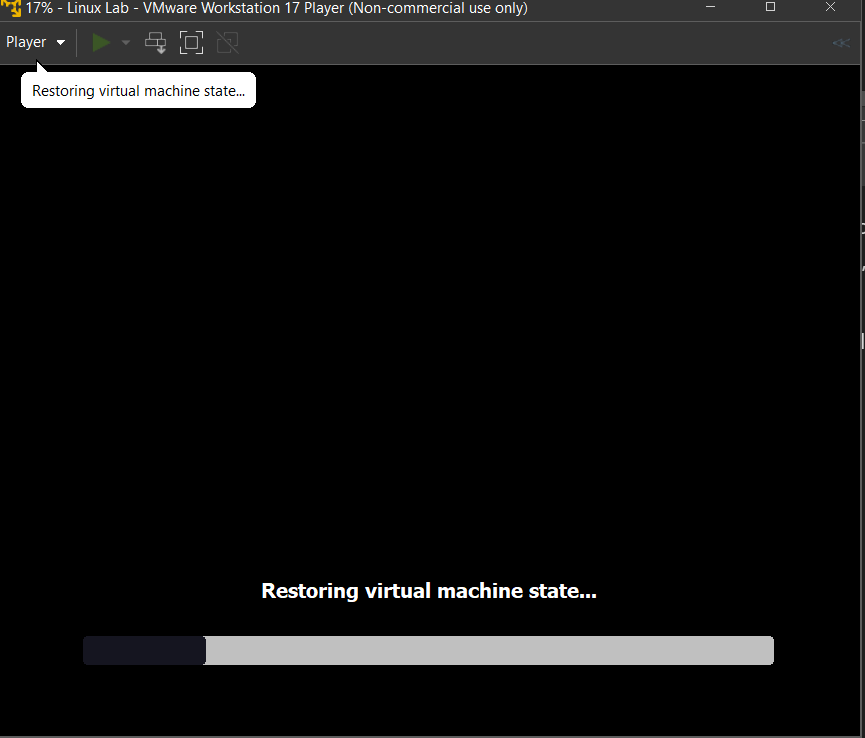 17% - Linux Lab - VMware Workstation 17 Player (Non-commercial use only)
Player
Restoring virtual machine state...
Restoring virtual machine state...